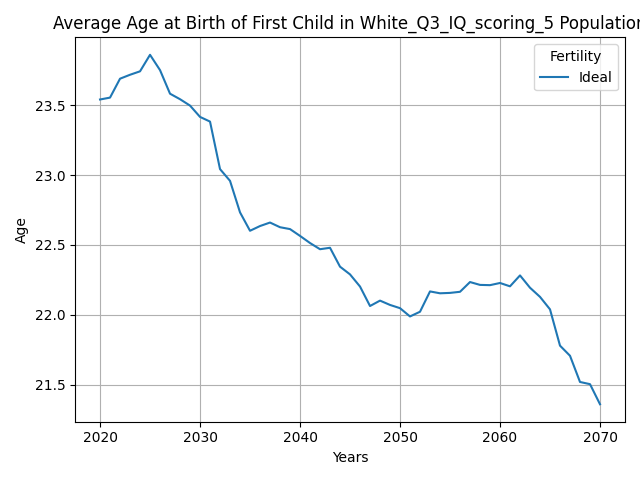 Average Age at Birth of First Child in White_Q3_IQ_scoring_5 Population
Fertility
Ideal
23.5
23.0
22.5
22.0
21.5
Age
2020 2030 2040 2050 2060 2070
Years